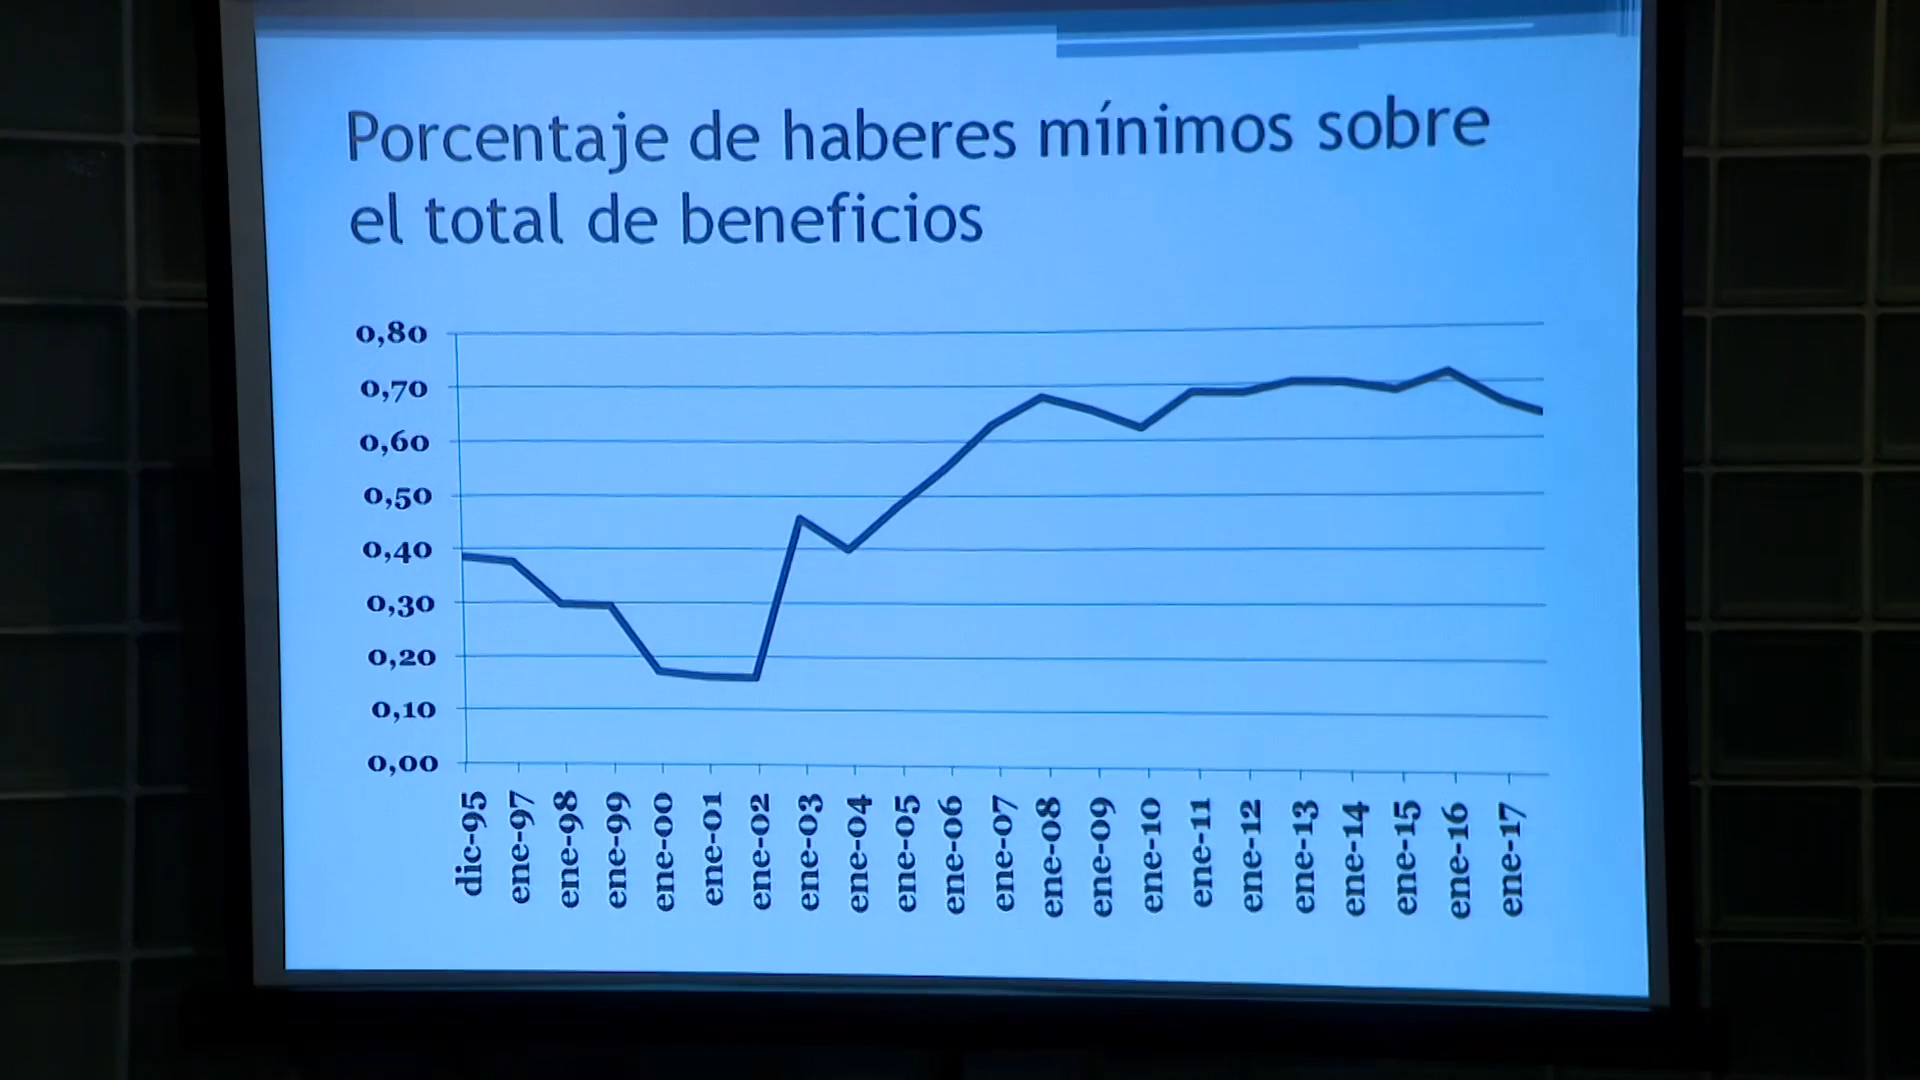 Porcentaje de haberes mínimos sobre
el total de beneficios
0,80
0,70
0,60
0,50
0,40
0,30
0,20
0,10
0,00
dic-95
ene-97
ene-98
ene-99
ene-00
ene-01
ene-02
ene-03
ene-04
ene-05
ene-06
ene-07
ene-08
ene-09
ene-10
ene-11
ene-12
ene-13
ene-14
ene-15
ene-16
ene-17